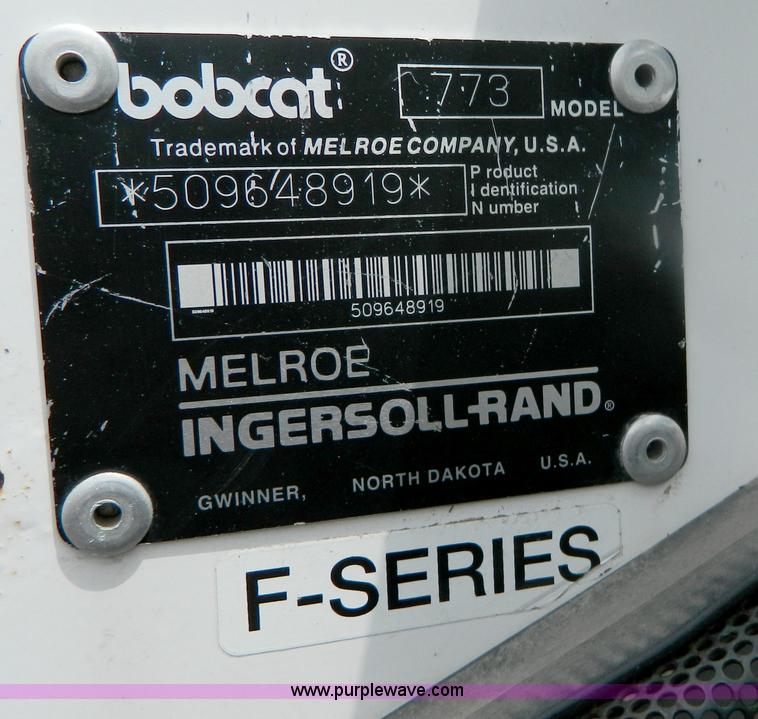 bobcat®
773 MODEL
Trademark of MELROE COMPANY, U.S.A.
*509648919*
Product
Identification
Number
509648919
509648919
MELROE
INGERSOLL-RAND®
GWINNER, NORTH DAKOTA U.S.A.
F-SERIES
www.purplewave.com